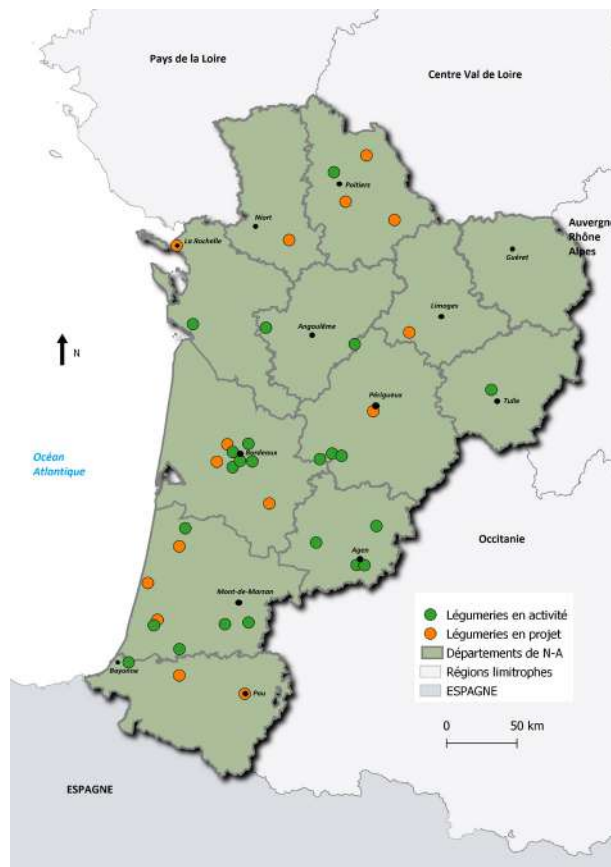 Pays de la Loire
Centre Val de Loire
Poitiers
Niort
La Rochelle
Auvergne
Rhône
Alpes
Guéret
Limoges
Angoulême
N
Périgueux
Tulle
Océan
Atlantique
Bordeaux
Occitanie
Agen
Mont-de-Marsan
Légumeries en activité
Légumeries en projet
Départements de N-A
Régions limitrophes
ESPAGNE
Bayonne
Pau
0 50 km
ESPAGNE